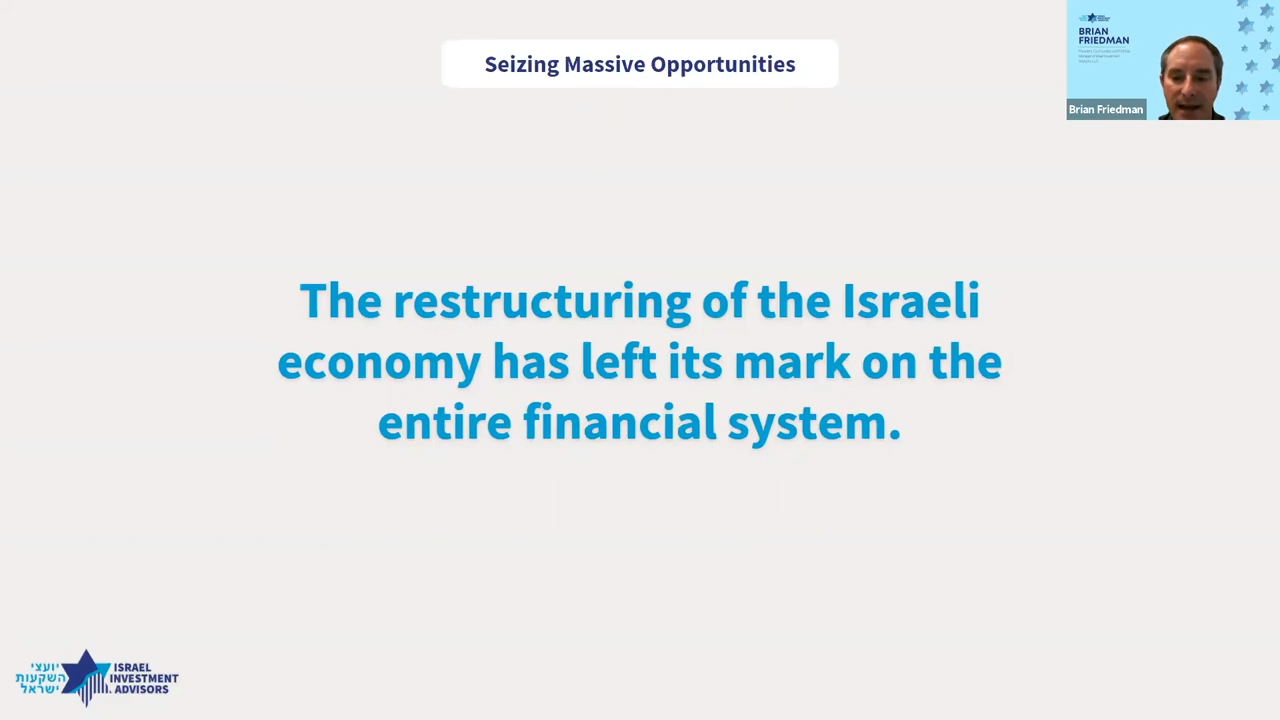 Seizing Massive Opportunities
BRIAN
FRIEDMAN
Brian Friedman
The restructuring of the Israeli
economy has left its mark on the
entire financial system.
יועצי
השקעות
ישראל
ISRAEL
INVESTMENT
ADVISORS